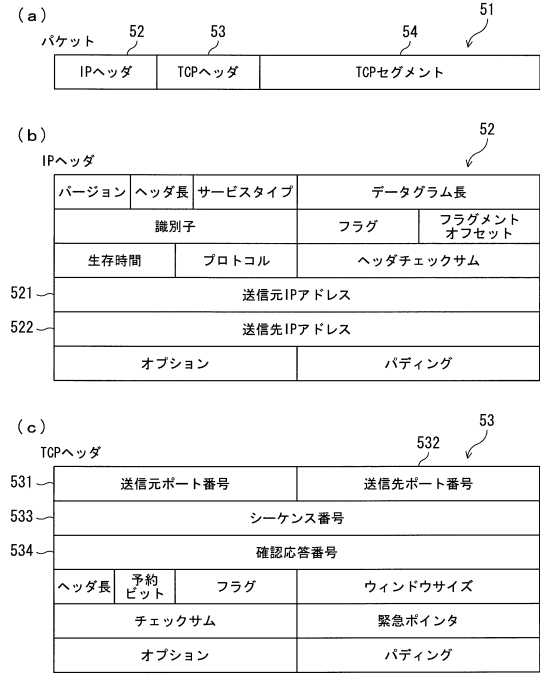 (a)
パケット
52
53
54
51
IPヘッダ
TCPヘッダ
TCPセグメント
(b)
IPヘッダ
52
バージョン
ヘッダ長
サービスタイプ
データグラム長
識別子
フラグ
フラグメント
オフセット
生存時間
プロトコル
ヘッダチェックサム
521
送信元IPアドレス
522
送信先IPアドレス
オプション
パディング
(c)
TCPヘッダ
532
53
531
送信元ポート番号
送信先ポート番号
533
シーケンス番号
534
確認応答番号
ヘッダ長
予約
ビット
フラグ
ウィンドウサイズ
チェックサム
緊急ポインタ
オプション
パディング